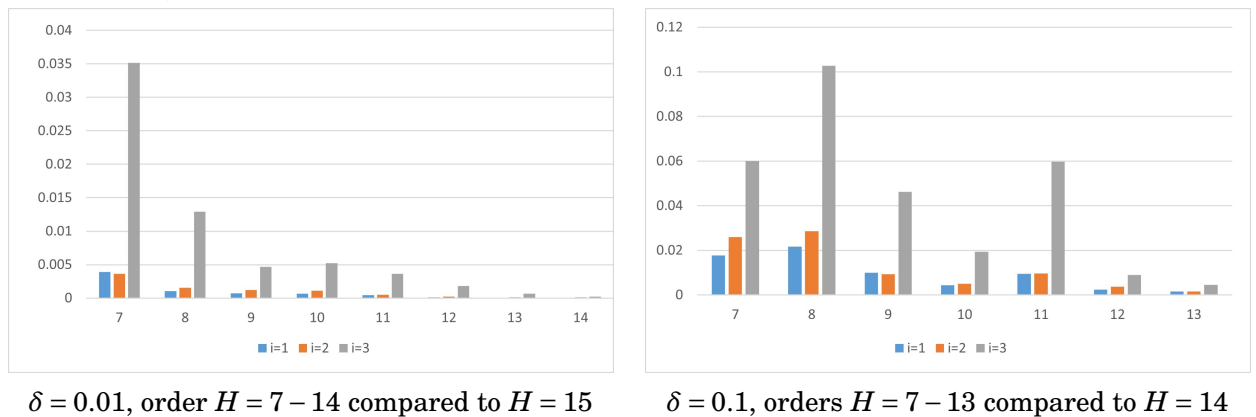 0.04
0.035
0.03
0.025
0.02
0.015
0.01
0.005
0
7 8 9 10 11 12 13 14
i=1 i=2 i=3
δ = 0.01, order H = 7 – 14 compared to H = 15
0.12
0.1
0.08
0.06
0.04
0.02
0
7 8 9 10 11 12 13
i=1 i=2 i=3
δ = 0.1, orders H = 7 – 13 compared to H = 14